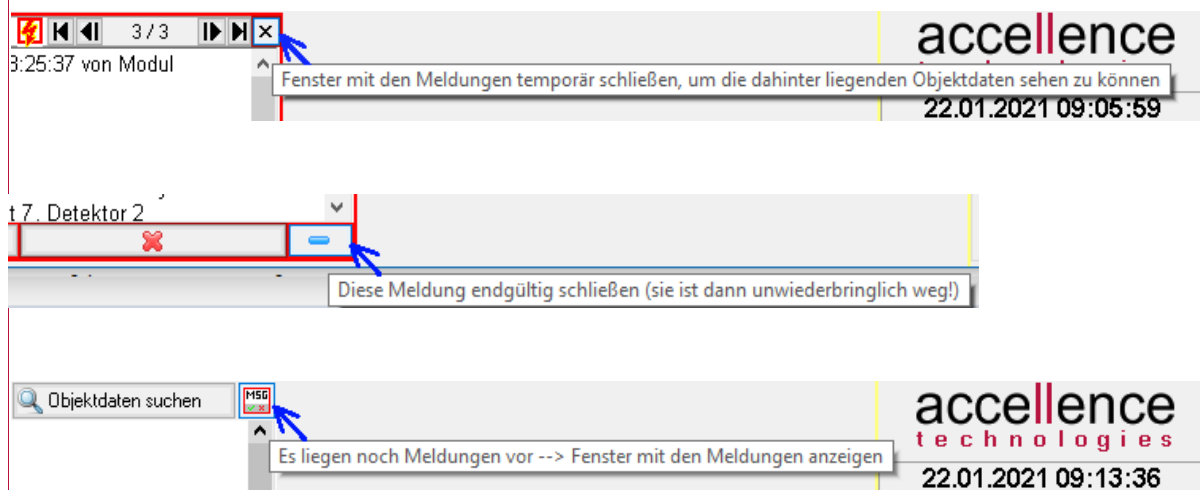 3 / 3
accellence
3:25:37 von Modul
Fenster mit den Meldungen temporär schließen, um die dahinter liegenden Objektdaten sehen zu können
22.01.2021 09:05:59
t 7. Detektor 2
Diese Meldung endgültig schließen (sie ist dann unwiederbringlich weg!)
Objektdaten suchen
MSG
accellence
technologies
Es liegen noch Meldungen vor --> Fenster mit den Meldungen anzeigen
22.01.2021 09:13:36